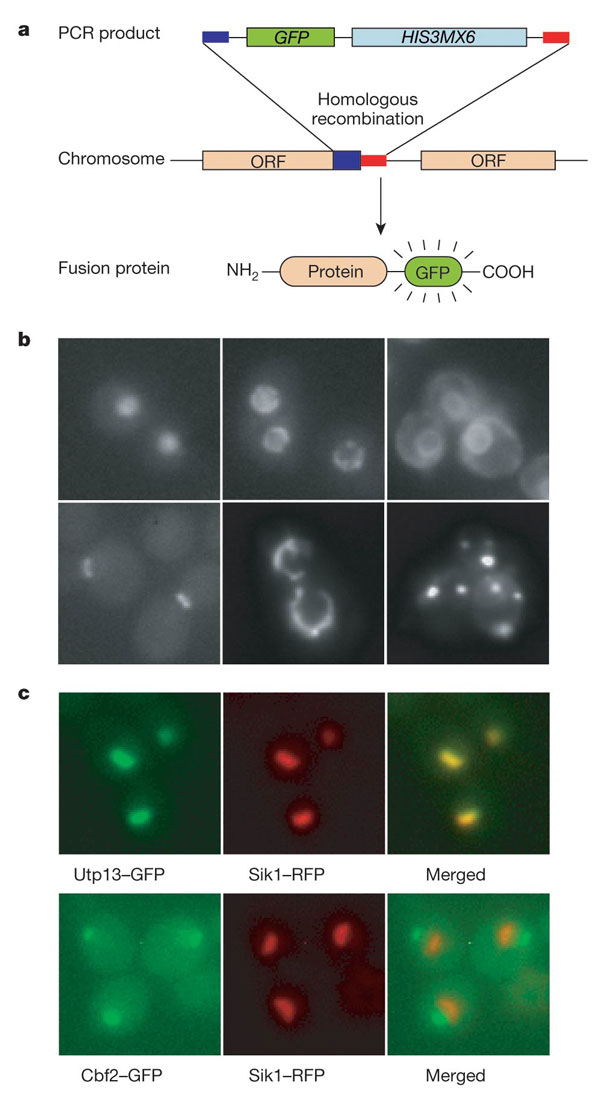 a
PCR product
GFP
HIS3MX6
Homologous
recombination
Chromosome
ORF
ORF
Fusion protein
NH2
Protein
GFP
COOH
b
c
Utp13–GFP
Sik1–RFP
Merged
Cbf2–GFP
Sik1–RFP
Merged